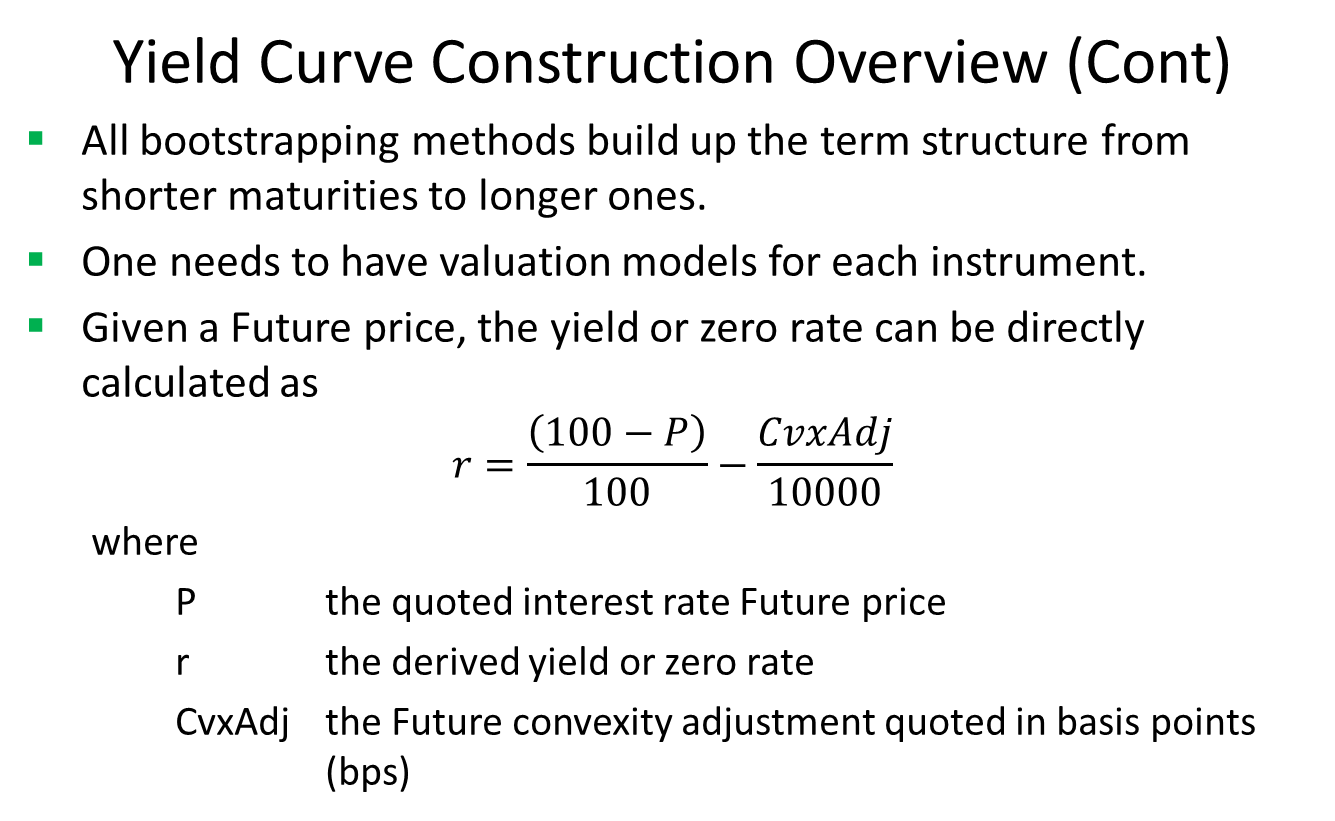 Yield Curve Construction Overview (Cont)
▪ All bootstrapping methods build up the term structure from
shorter maturities to longer ones.
▪ One needs to have valuation models for each instrument.
▪ Given a Future price, the yield or zero rate can be directly
calculated as
r = (100 − P)/100 − CvxAdj/10000
where
P the quoted interest rate Future price
r the derived yield or zero rate
CvxAdj the Future convexity adjustment quoted in basis points
(bps)